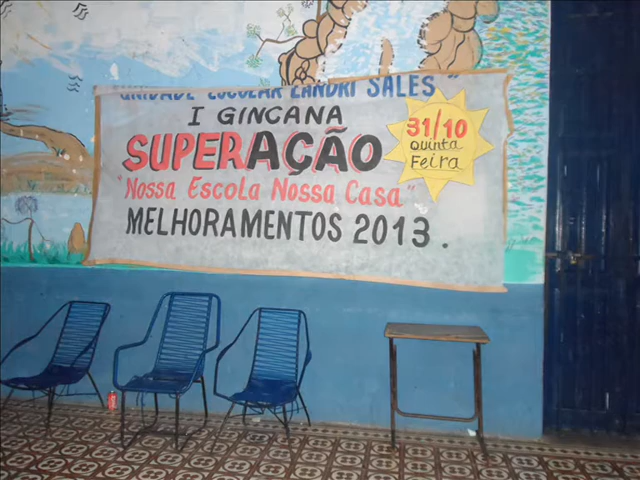 UNIDADE ESCOLAR LANDRI SALES"
I GINCANA
SUPERAÇÃO
"Nossa Escola Nossa Casa"
MELHORAMENTOS 2013.
31/10
Quinta
Feira